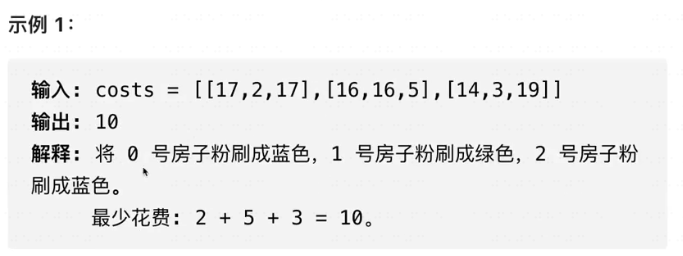 示例 1：
输入：costs = [[17,2,17],[16,16,5],[14,3,19]]
输出：10
解释：将 0 号房子粉刷成蓝色，1 号房子粉刷成绿色，2 号房子粉
刷成蓝色。
最少花费：2 + 5 + 3 = 10。